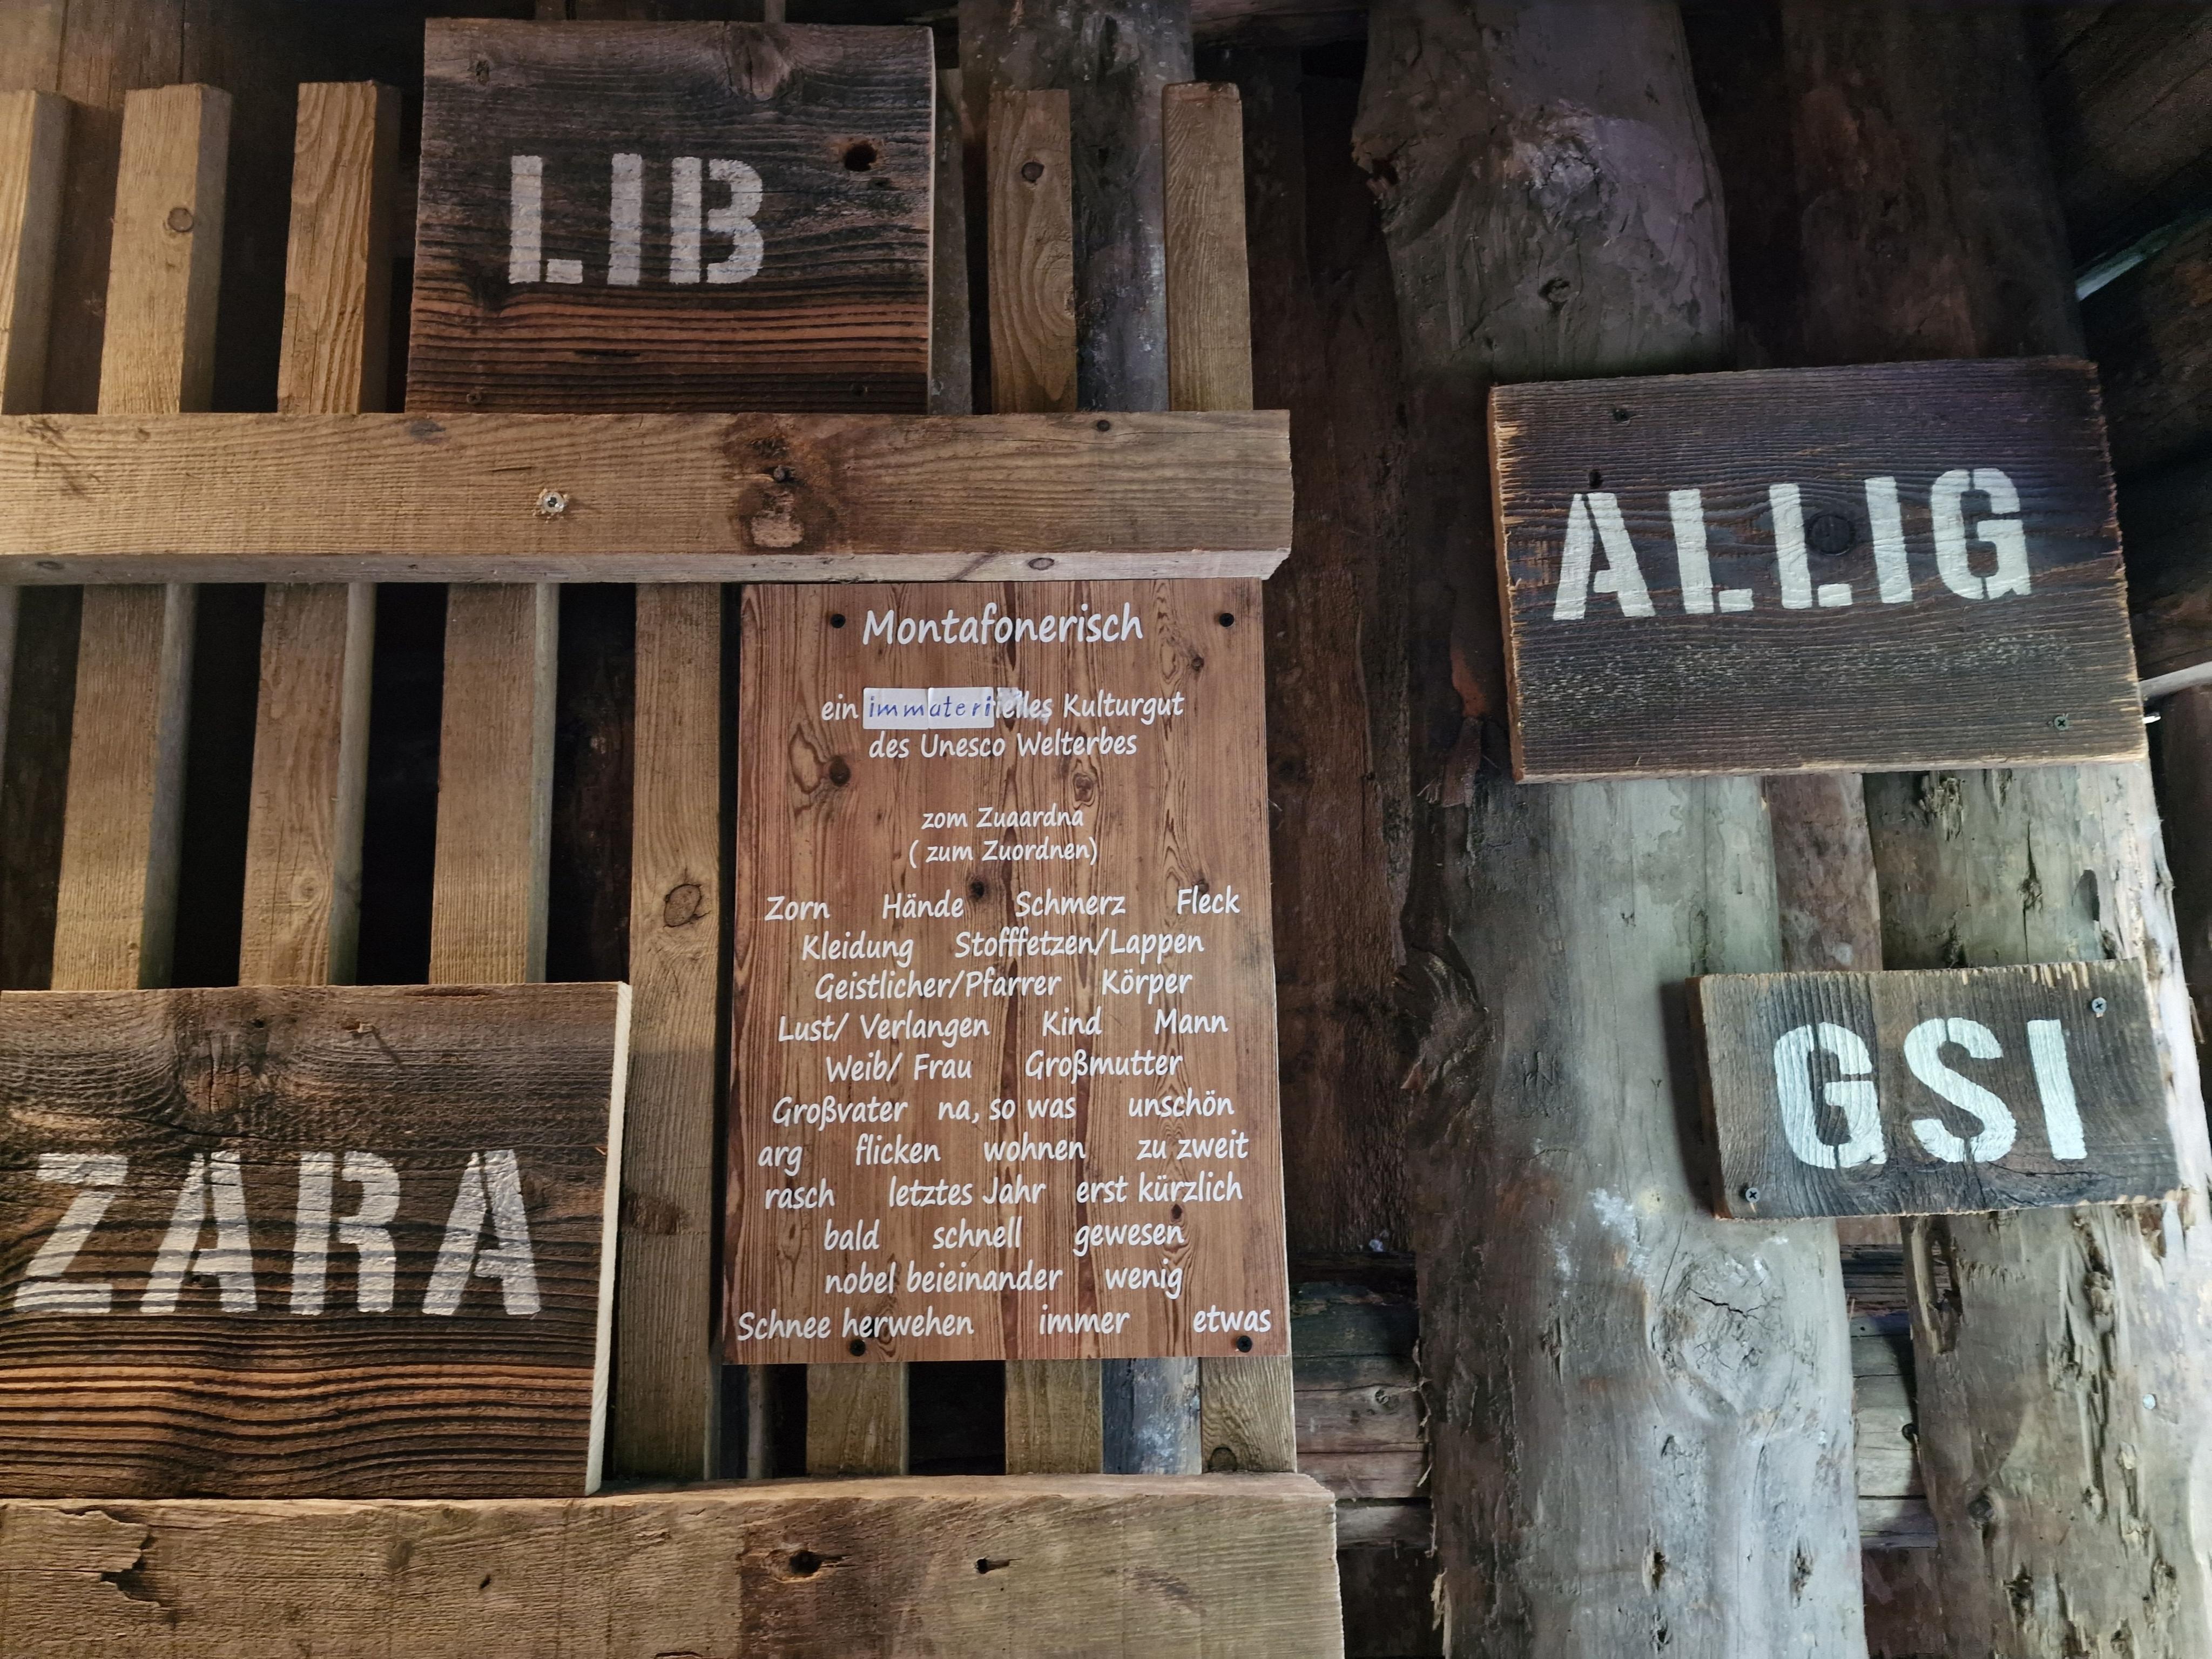 LIB
ALLIG
Montafonerisch
ein immaterielles Kulturgut
des Unesco Welterbes
zom Zuaardna
( zum Zuordnen)
Zorn Hände Schmerz Fleck
Kleidung Stofffetzen/Lappen
Geistlicher/Pfarrer Körper
Lust/ Verlangen Kind Mann
Weib/ Frau Großmutter
Großvater na, so was unschön
arg flicken wohnen zu zweit
rasch letztes Jahr erst kürzlich
bald schnell gewesen
nobel beieinander wenig
Schnee herwehen immer etwas
GSI
ZARA